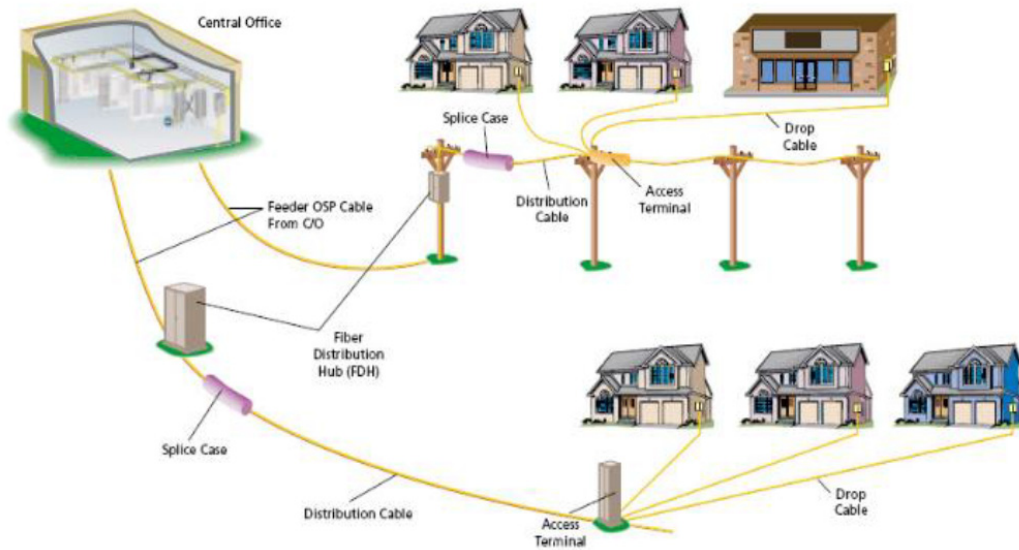 Central Office
Splice Case
Drop
Cable
Distribution
Cable
Access
Terminal
Feeder OSP Cable
From C/O
Fiber
Distribution
Hub (FDH)
Splice Case
Distribution Cable
Access
Terminal
Drop
Cable